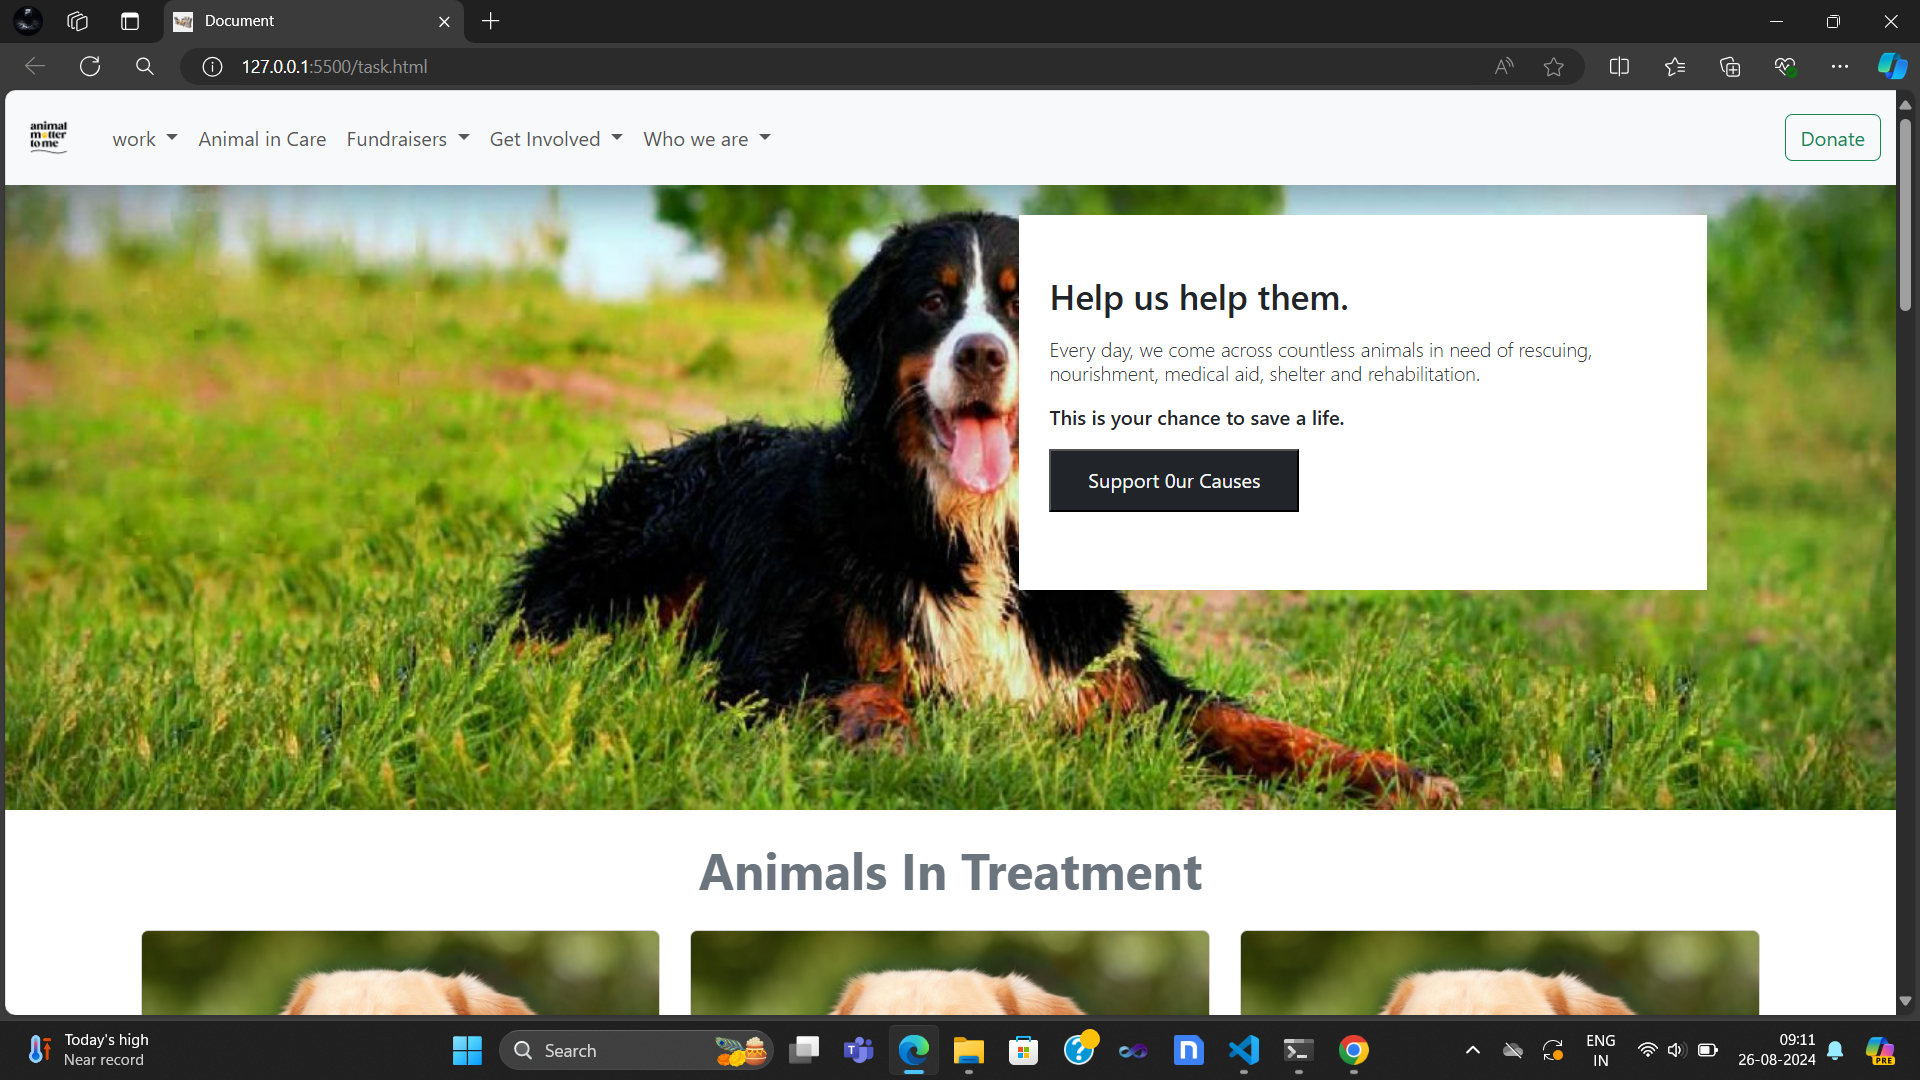 Document
127.0.0.1:5500/task.html
animal
matter
to me
work
Animal in Care
Fundraisers
Get Involved
Who we are
Donate
Help us help them.
Every day, we come across countless animals in need of rescuing,
nourishment, medical aid, shelter and rehabilitation.
This is your chance to save a life.
Support 0ur Causes
Animals In Treatment
Today's high
Near record
Search
ENG
IN
09:11
26-08-2024
PRE